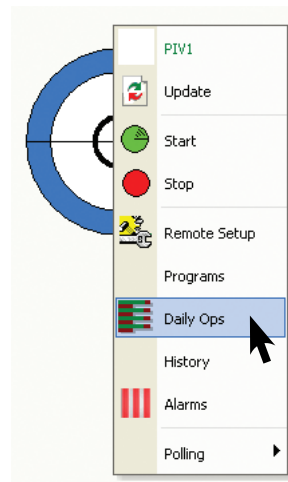 PIV1
Update
Start
Stop
Remote Setup
Programs
Daily Ops
History
Alarms
Polling